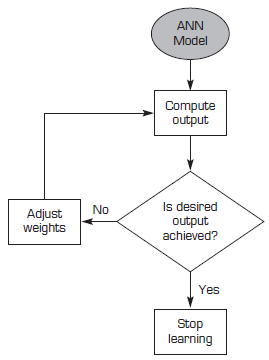 ANN
Model
Compute
output
Is desired
output
achieved?
No
Adjust
weights
Yes
Stop
learning